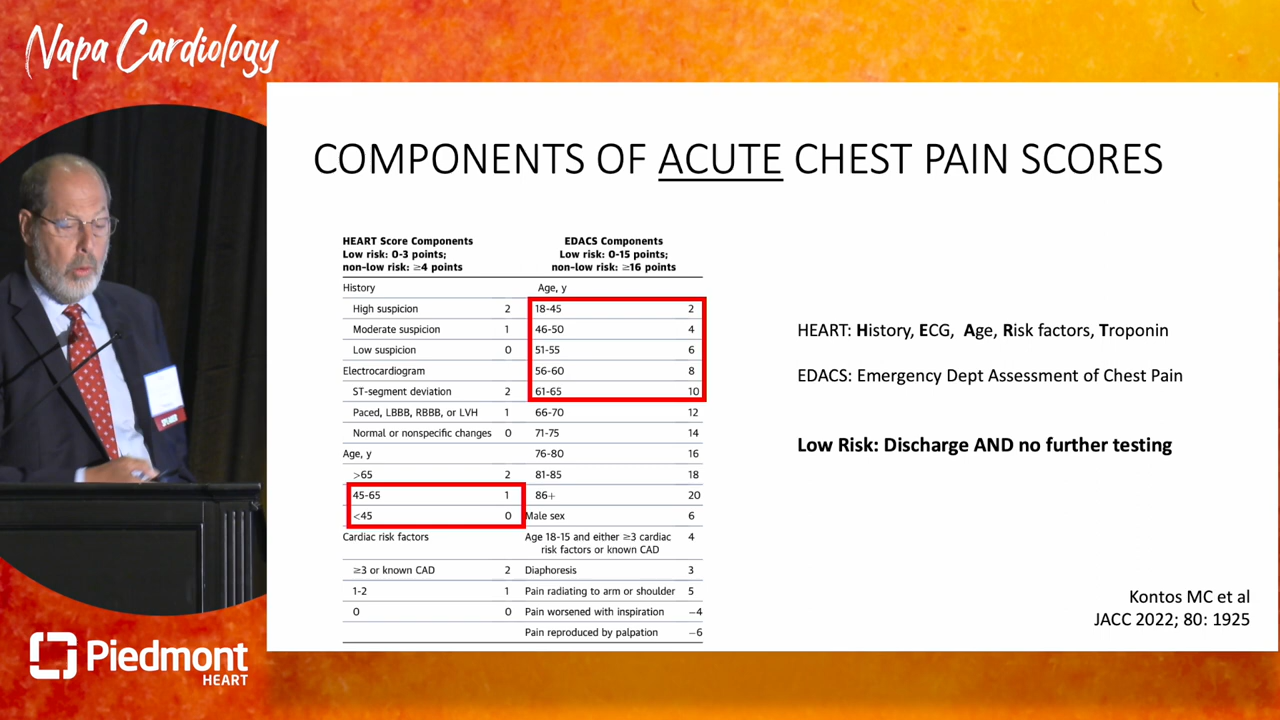 Napa Cardiology
COMPONENTS OF ACUTE CHEST PAIN SCORES
HEART Score Components
Low risk: 0-3 points;
non-low risk: ≥4 points
History
High suspicion 2
Moderate suspicion 1
Low suspicion 0
Electrocardiogram
ST-segment deviation 2
Paced, LBBB, RBBB, or LVH 1
Normal or nonspecific changes 0
Age, y
>65 2
45-65 1
<45 0
Cardiac risk factors
≥3 or known CAD 2
1-2 1
0 0
EDACS Components
Low risk: 0-15 points;
non-low risk: ≥16 points
Age, y
18-45 2
46-50 4
51-55 6
56-60 8
61-65 10
66-70 12
71-75 14
76-80 16
81-85 18
86+ 20
Male sex 6
Age 18-15 and either ≥3 cardiac 4
risk factors or known CAD
Diaphoresis 3
Pain radiating to arm or shoulder 5
Pain worsened with inspiration −4
Pain reproduced by palpation −6
HEART: History, ECG, Age, Risk factors, Troponin
EDACS: Emergency Dept Assessment of Chest Pain
Low Risk: Discharge AND no further testing
Kontos MC et al
JACC 2022; 80: 1925
Piedmont
HEART